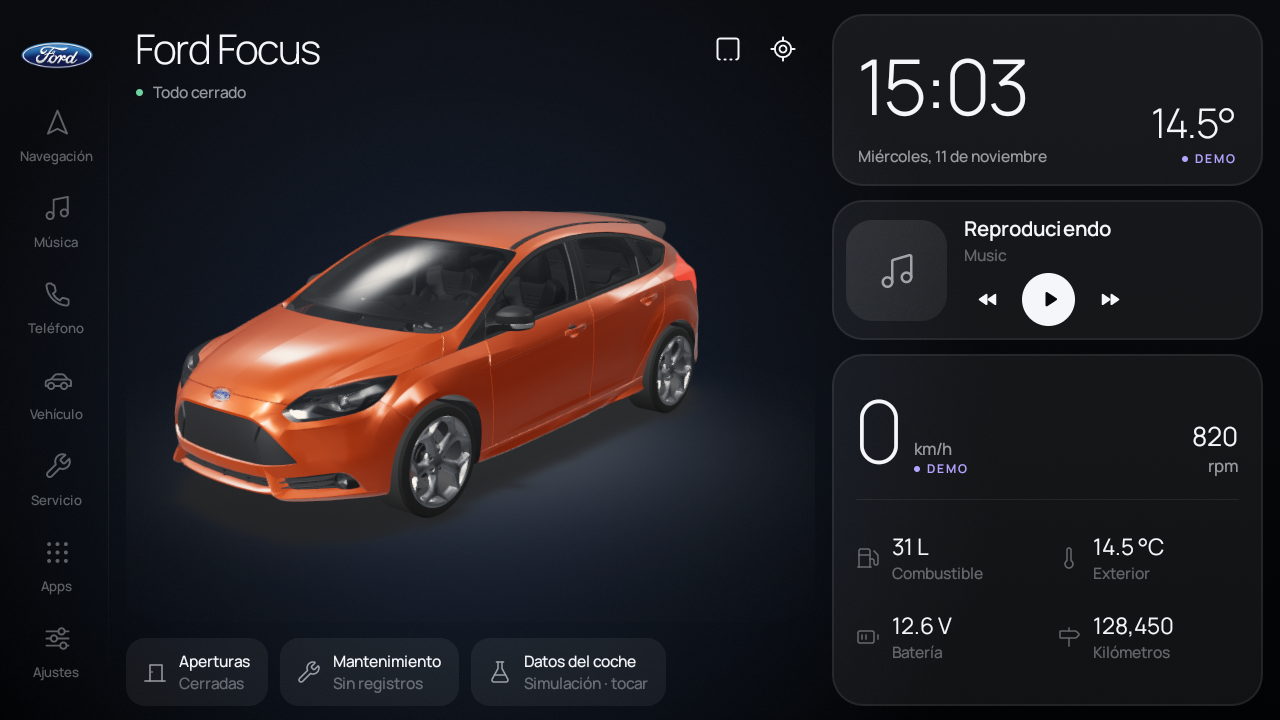 Ford
Navegación
Música
Teléfono
Vehículo
Servicio
Apps
Ajustes
Ford Focus
Todo cerrado
Aperturas
Cerradas
Mantenimiento
Sin registros
Datos del coche
Simulación · tocar
15:03
Miércoles, 11 de noviembre
14.5°
DEMO
Reproduciendo
Music
0 km/h
DEMO
820
rpm
31 L
Combustible
14.5 °C
Exterior
12.6 V
Batería
128,450
Kilómetros